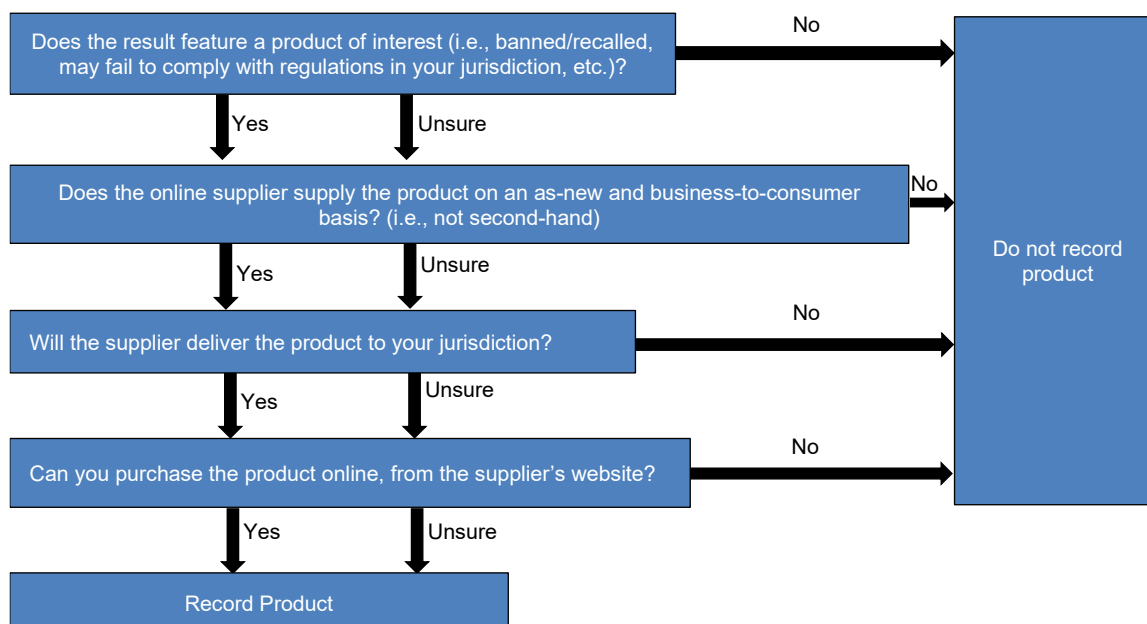 Does the result feature a product of interest (i.e., banned/recalled,
may fail to comply with regulations in your jurisdiction, etc.)?
No
Yes
Unsure
Does the online supplier supply the product on an as-new and business-to-consumer
basis? (i.e., not second-hand)
No
Do not record
product
Yes
Unsure
Will the supplier deliver the product to your jurisdiction?
No
Yes
Unsure
Can you purchase the product online, from the supplier’s website?
No
Yes
Unsure
Record Product